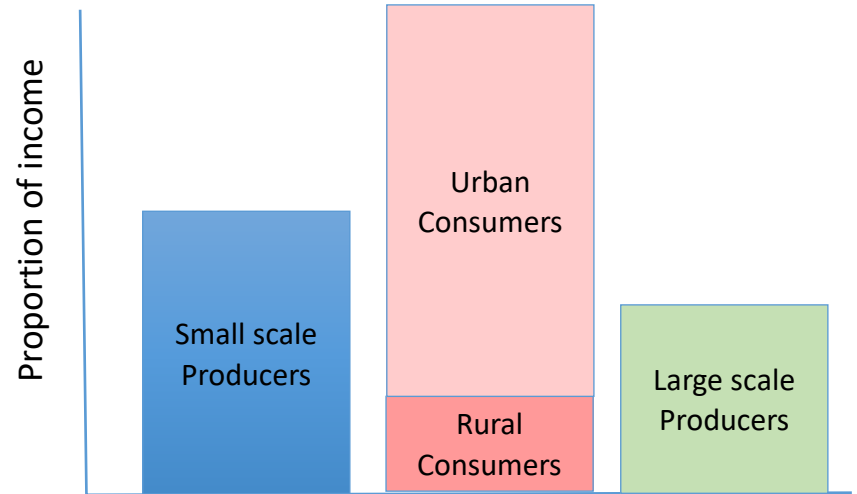 Proportion of income
Small scale
Producers
Urban
Consumers
Rural
Consumers
Large scale
Producers